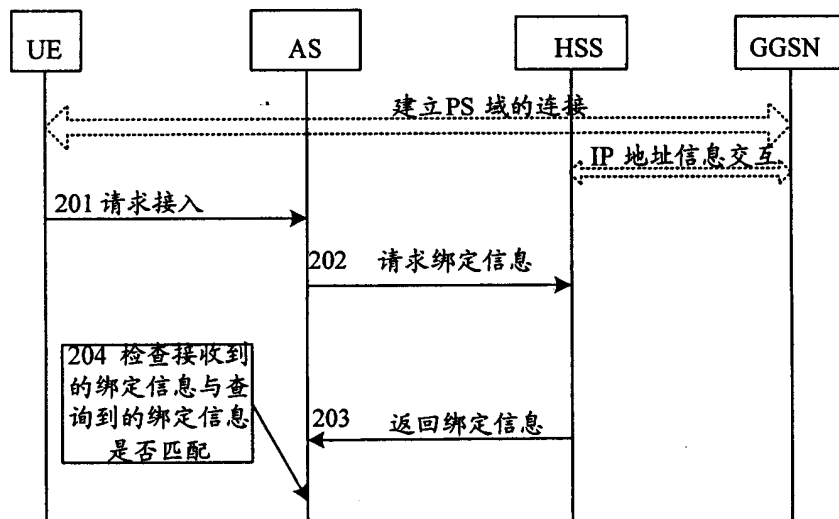 UE
AS
HSS
GGSN
建立PS 域的连接
IP 地址信息交互
201 请求接入
202 请求绑定信息
204 检查接收到
的绑定信息与查
询到的绑定信息
是否匹配
203 返回绑定信息